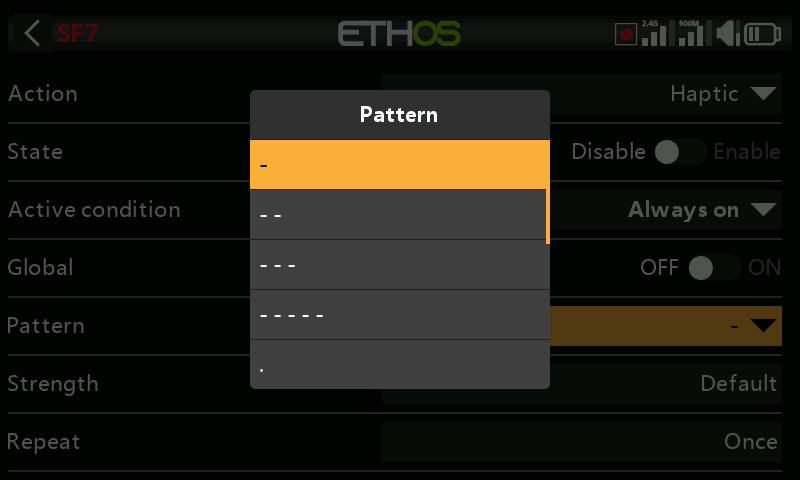 SF7 ETHOS 2.4G 900M
Action Haptic
State Disable Enable
Active condition Always on
Global OFF ON
Pattern -
Strength Default
Repeat Once
Pattern
-
- -
- - -
- - - - -
.